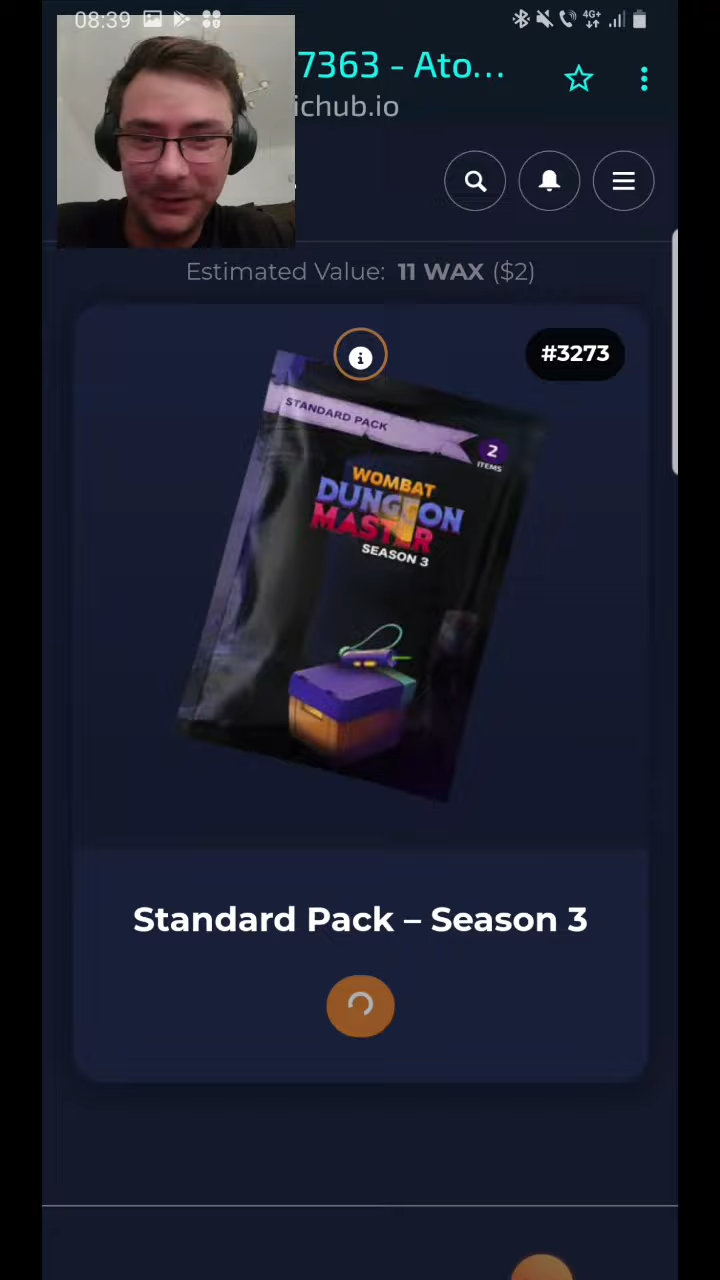 08:39
4G+
7363 - Ato...
ichub.io
Estimated Value: 11 WAX ($2)
#3273
STANDARD PACK
2
ITEMS
WOMBAT
DUNGEON
MASTER
SEASON 3
Standard Pack – Season 3